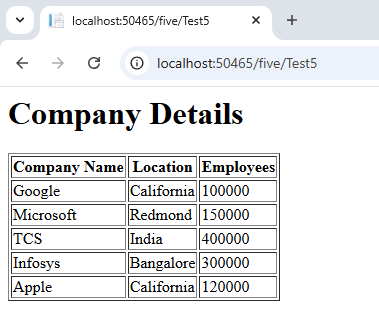 localhost:50465/five/Test5
localhost:50465/five/Test5
Company Details
Company Name Location Employees
Google California 100000
Microsoft Redmond 150000
TCS India 400000
Infosys Bangalore 300000
Apple California 120000